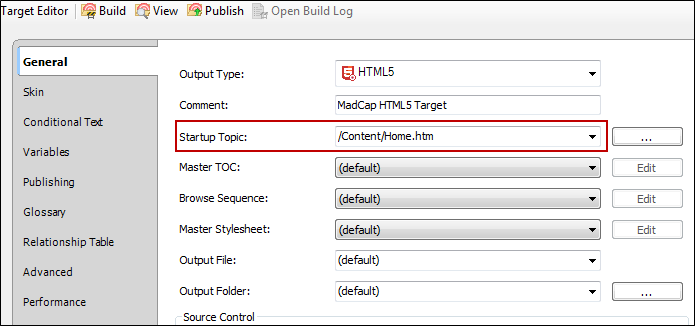 Target Editor Build View Publish Open Build Log
General
Skin
Conditional Text
Variables
Publishing
Glossary
Relationship Table
Advanced
Performance
Output Type: HTML5
Comment: MadCap HTML5 Target
Startup Topic: /Content/Home.htm ...
Master TOC: (default) Edit
Browse Sequence: (default) Edit
Master Stylesheet: (default) Edit
Output File: (default)
Output Folder: (default) ...
Source Control